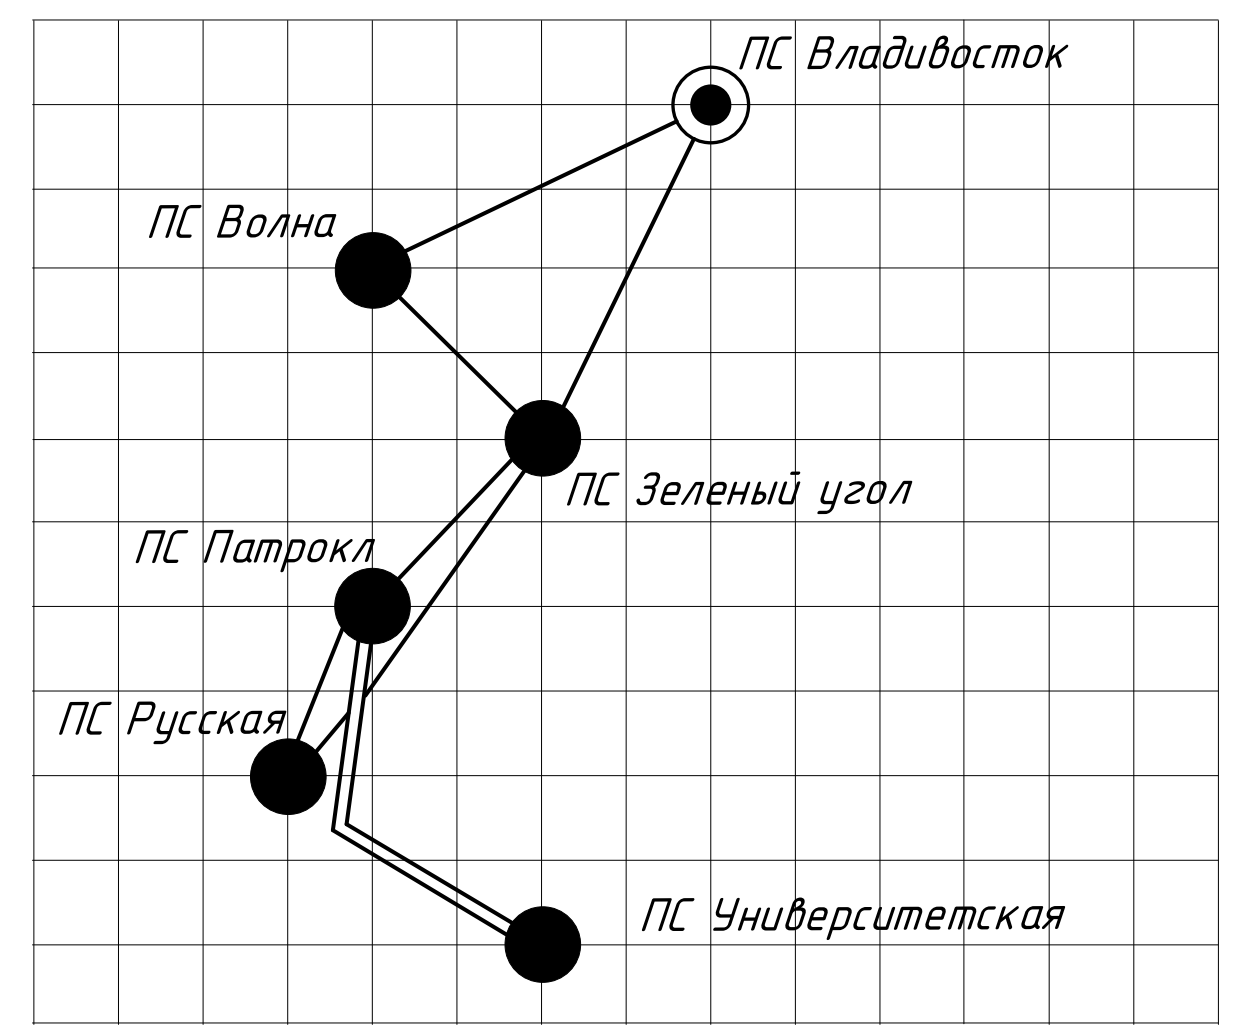 ПС Владивосток
ПС Волна
ПС Зеленый угол
ПС Патрокл
ПС Русская
ПС Университетская